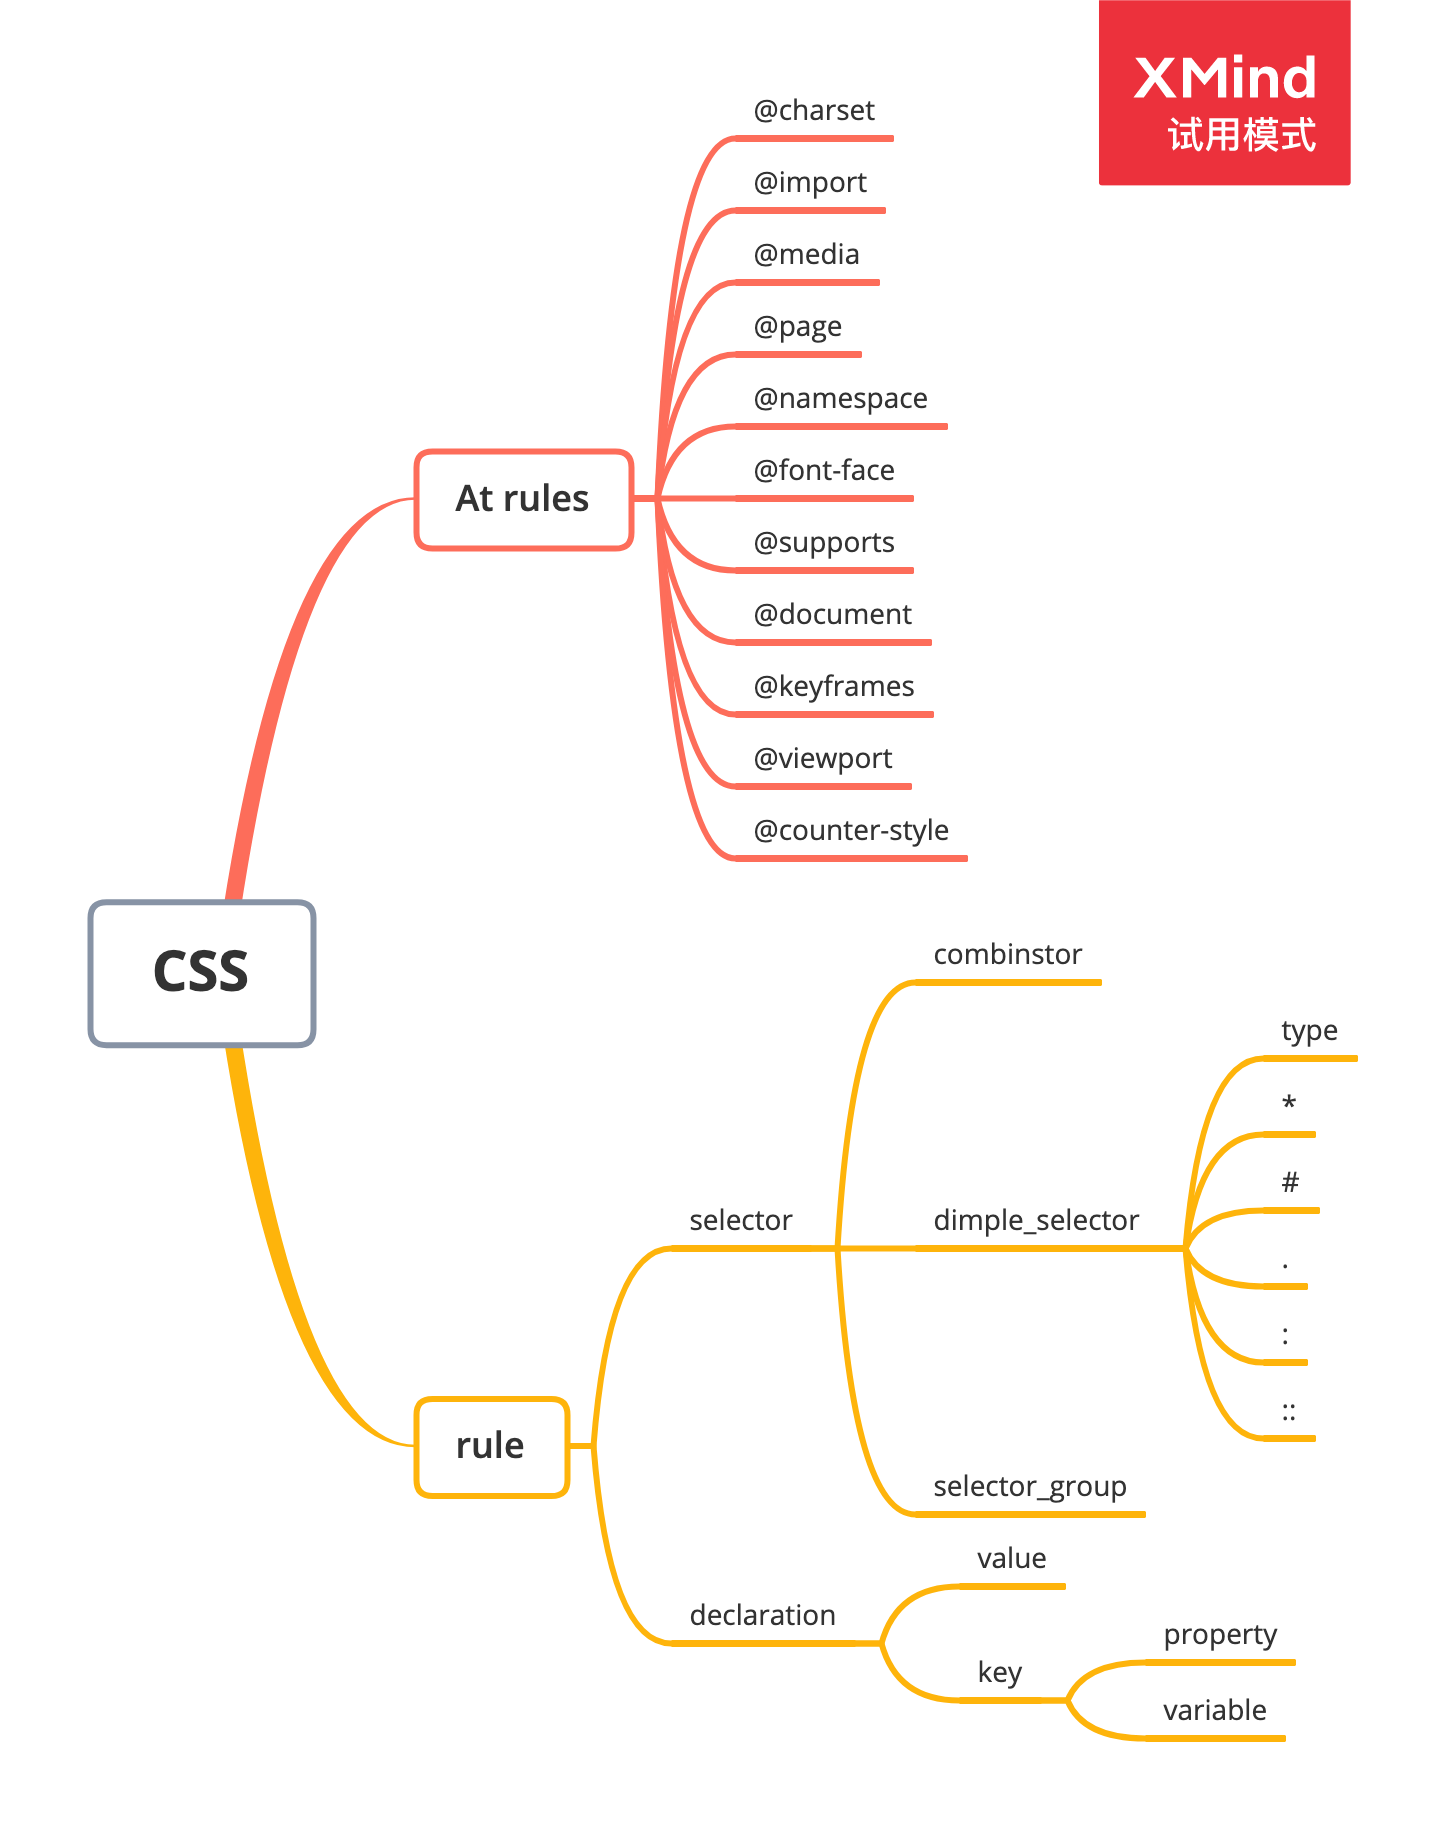 XMind
试用模式
@charset
@import
@media
@page
@namespace
At rules
@font-face
@supports
@document
@keyframes
@viewport
@counter-style
CSS
combinstor
type
*
#
selector
dimple_selector
.
:
::
rule
selector_group
value
declaration
property
key
variable